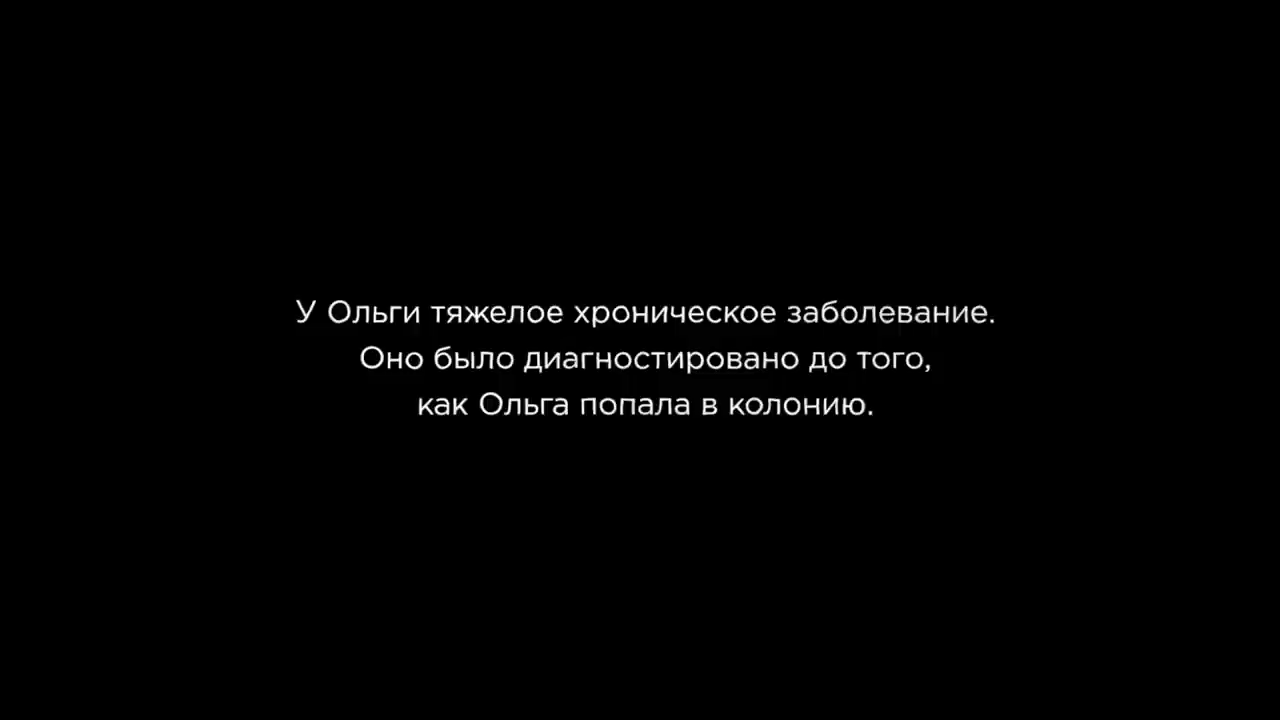 У Ольги тяжелое хроническое заболевание.
Оно было диагностировано до того,
как Ольга попала в колонию.